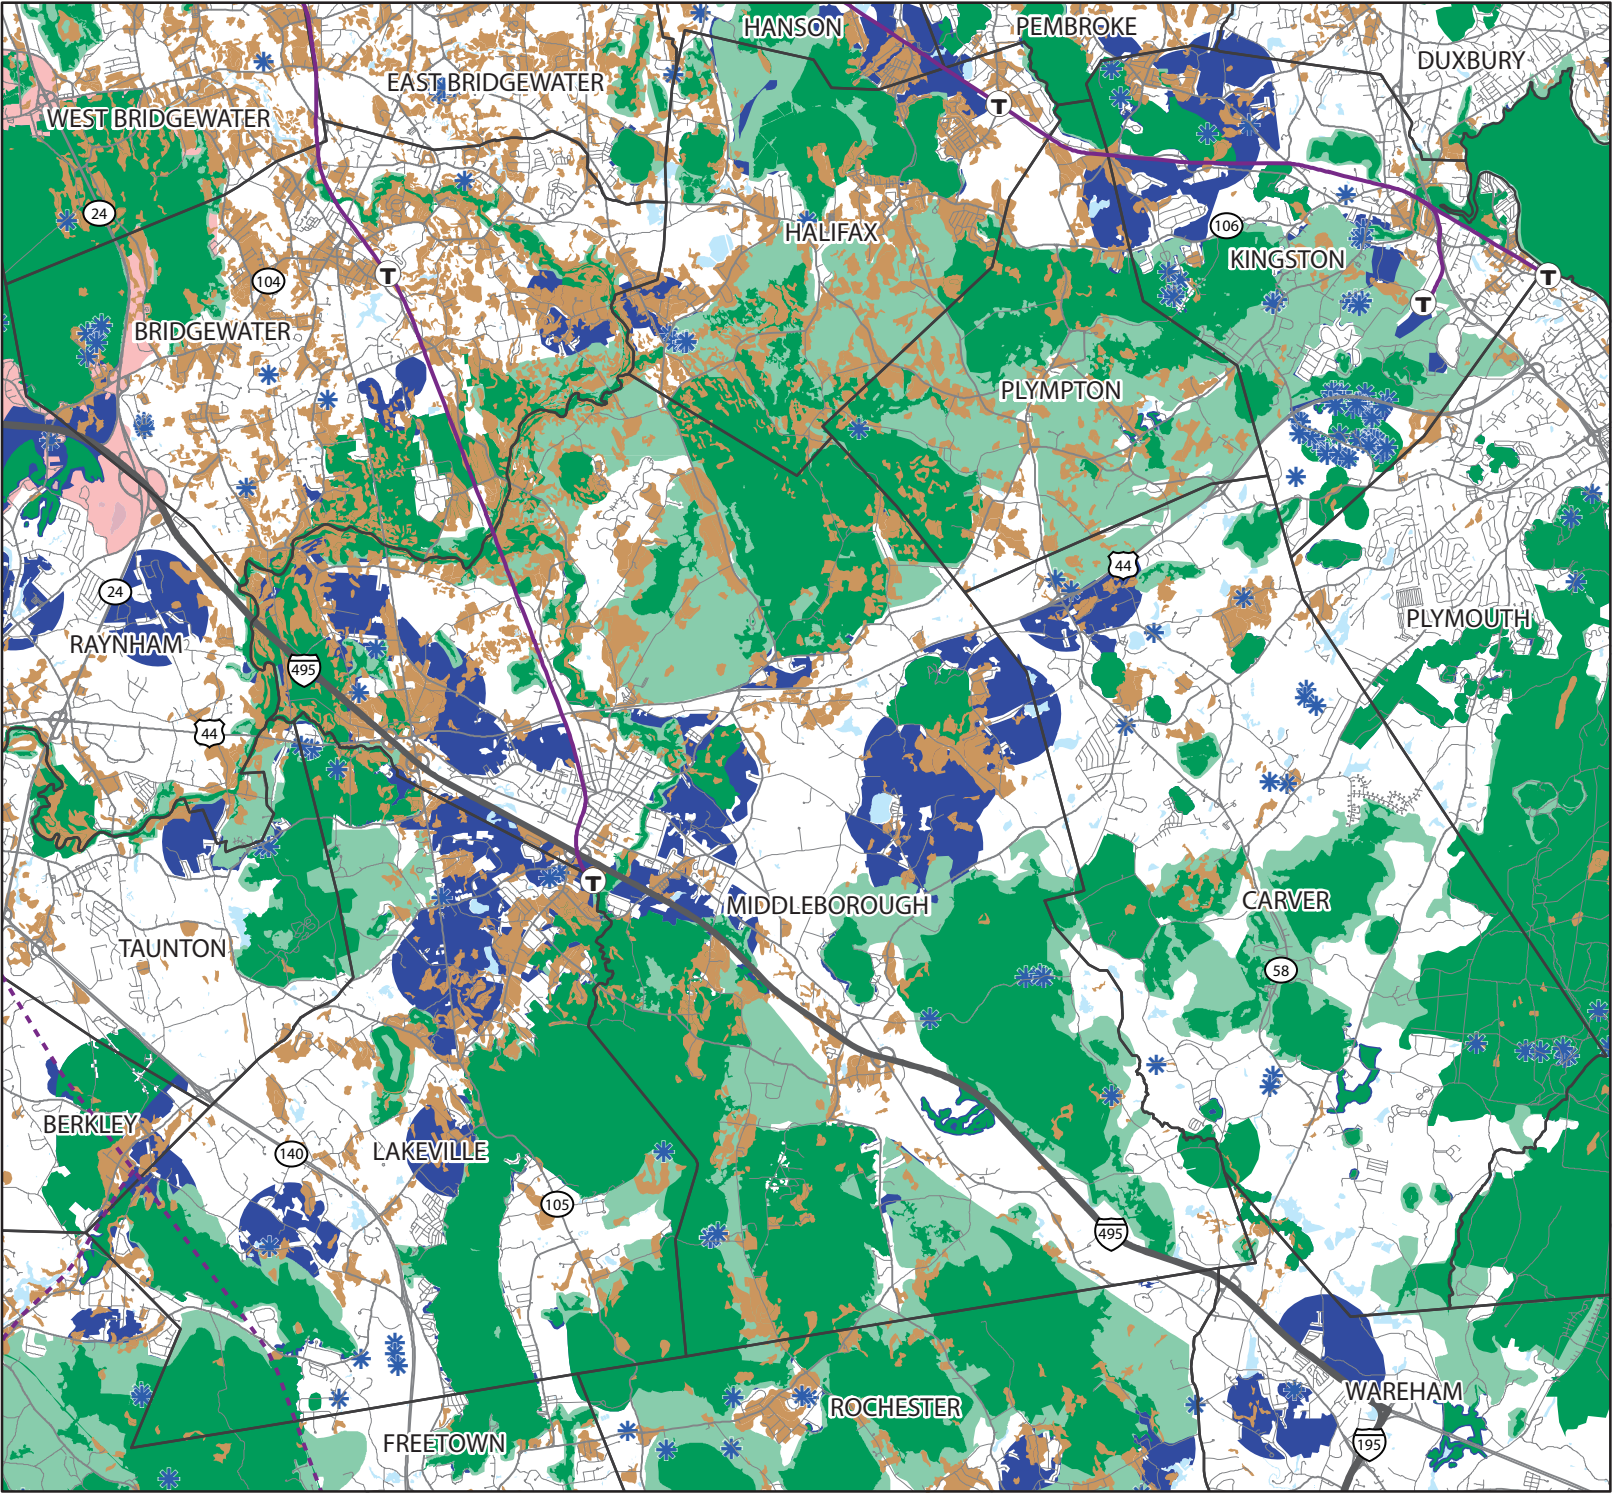 HANSON
PEMBROKE
DUXBURY
EAST BRIDGEWATER
WEST BRIDGEWATER
T
24
106
HALIFAX
KINGSTON
T
T
104
T
BRIDGEWATER
PLYMPTON
44
24
PLYMOUTH
RAYNHAM
495
44
T
MIDDLEBOROUGH
CARVER
TAUNTON
58
BERKLEY
140
LAKEVILLE
105
495
WAREHAM
ROCHESTER
FREETOWN
195